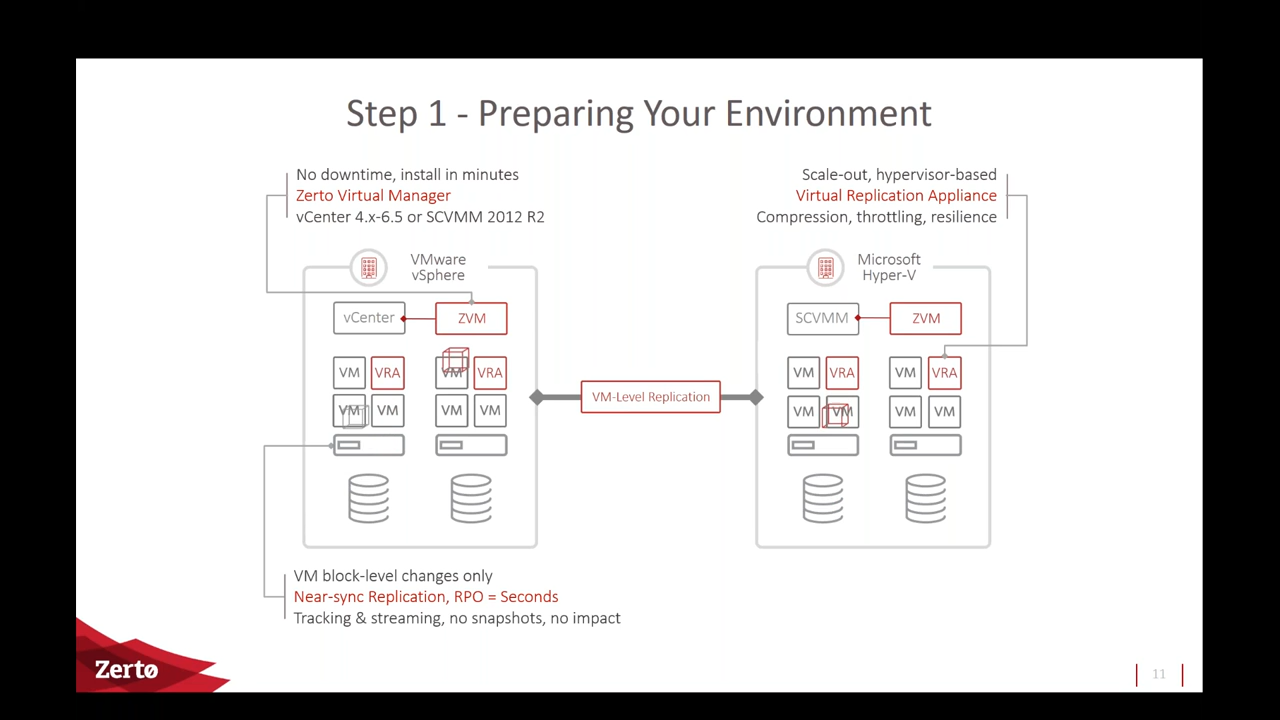 Step 1 - Preparing Your Environment
No downtime, install in minutes
Zerto Virtual Manager
vCenter 4.x-6.5 or SCVMM 2012 R2
Scale-out, hypervisor-based
Virtual Replication Appliance
Compression, throttling, resilience
VMware
vSphere
vCenter
ZVM
VM
VRA
VM
VRA
VM
VM
VM
VM
VM-Level Replication
Microsoft
Hyper-V
SCVMM
ZVM
VM
VRA
VM
VRA
VM
VM
VM
VM
VM block-level changes only
Near-sync Replication, RPO = Seconds
Tracking & streaming, no snapshots, no impact
Zerto
11